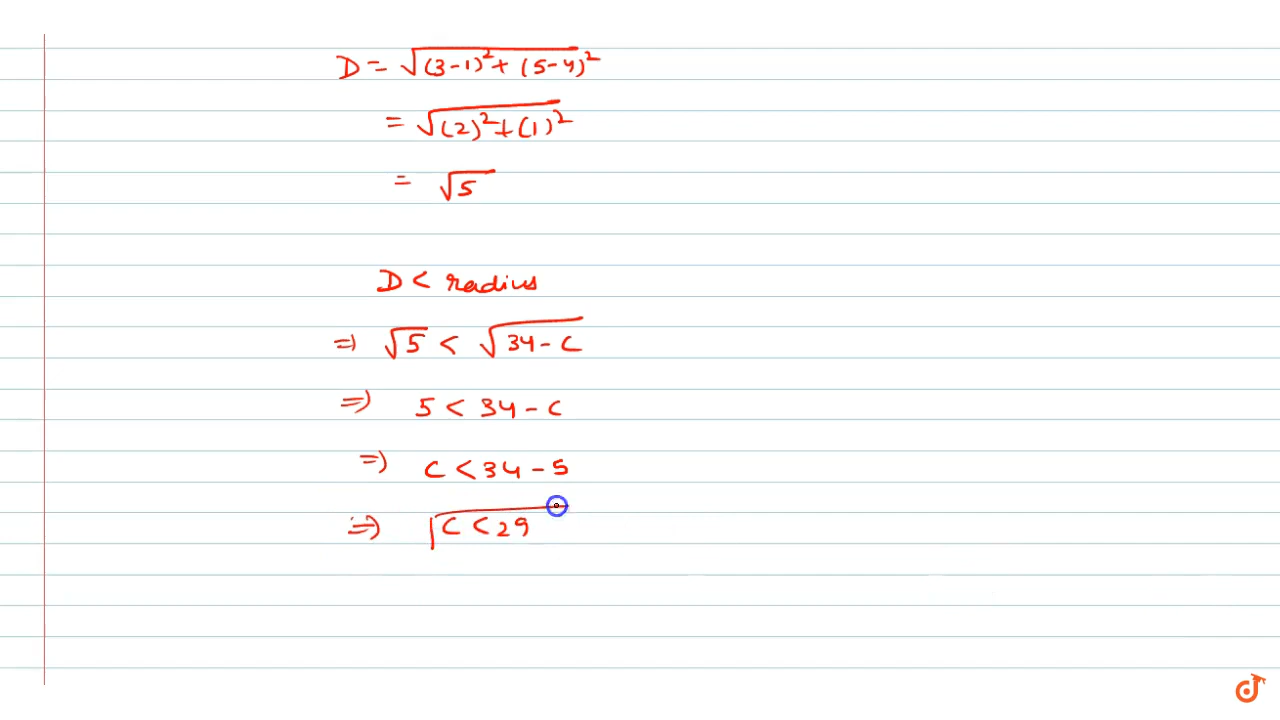 D = √(3-1)² + (5-4)²
= √(2)² + (1)²
= √5
D < radius
⇒ √5 < √34 - C
⇒ 5 < 34 - C
⇒ C < 34 - 5
⇒ C < 29